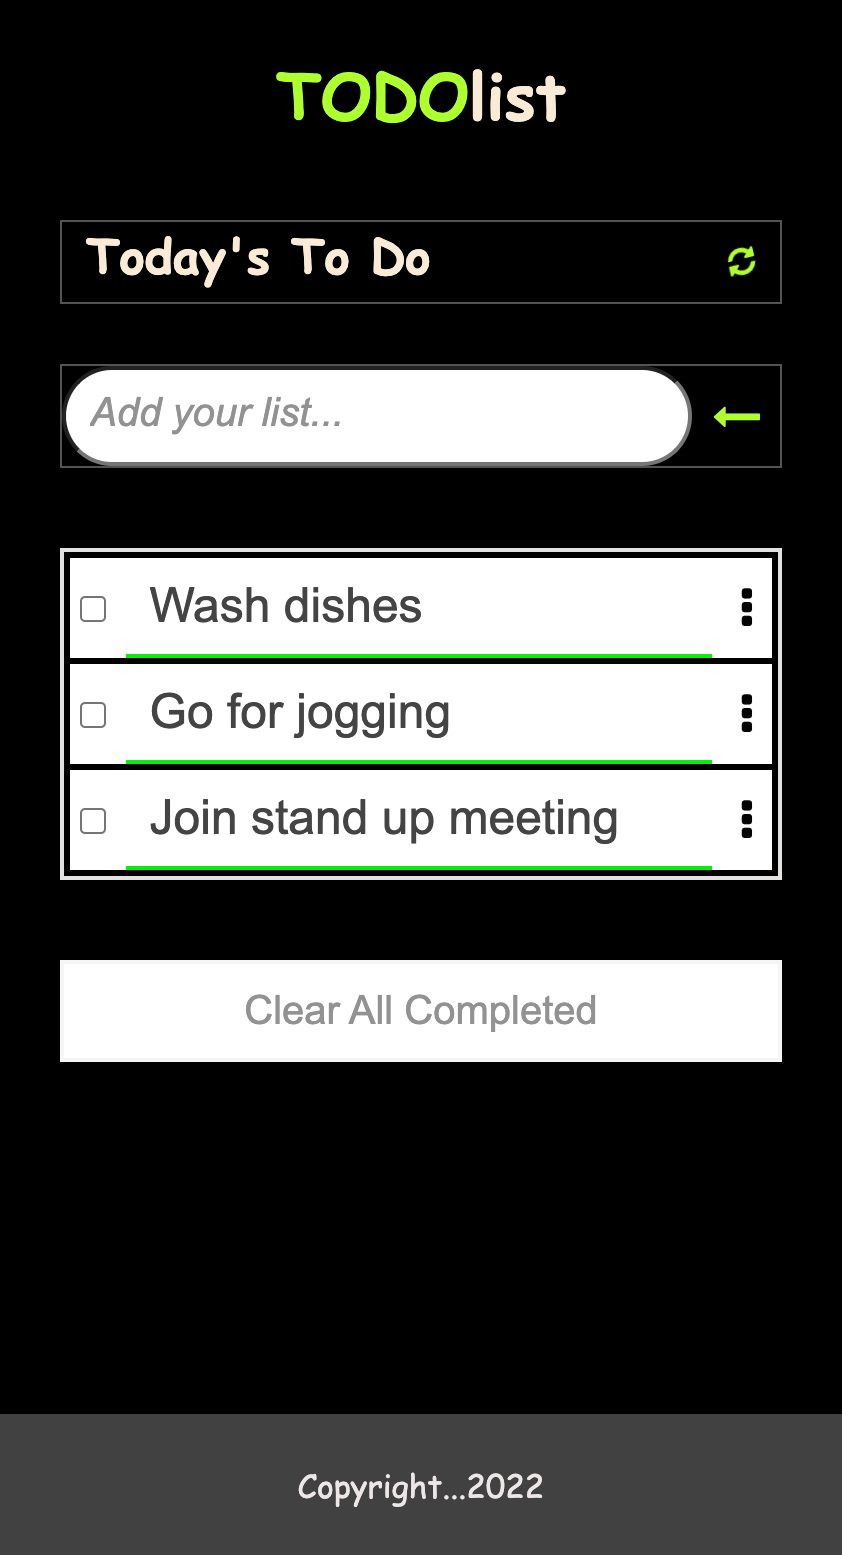 TODOlist
Today's To Do
Add your list...
Wash dishes
Go for jogging
Join stand up meeting
Clear All Completed
Copyright...2022